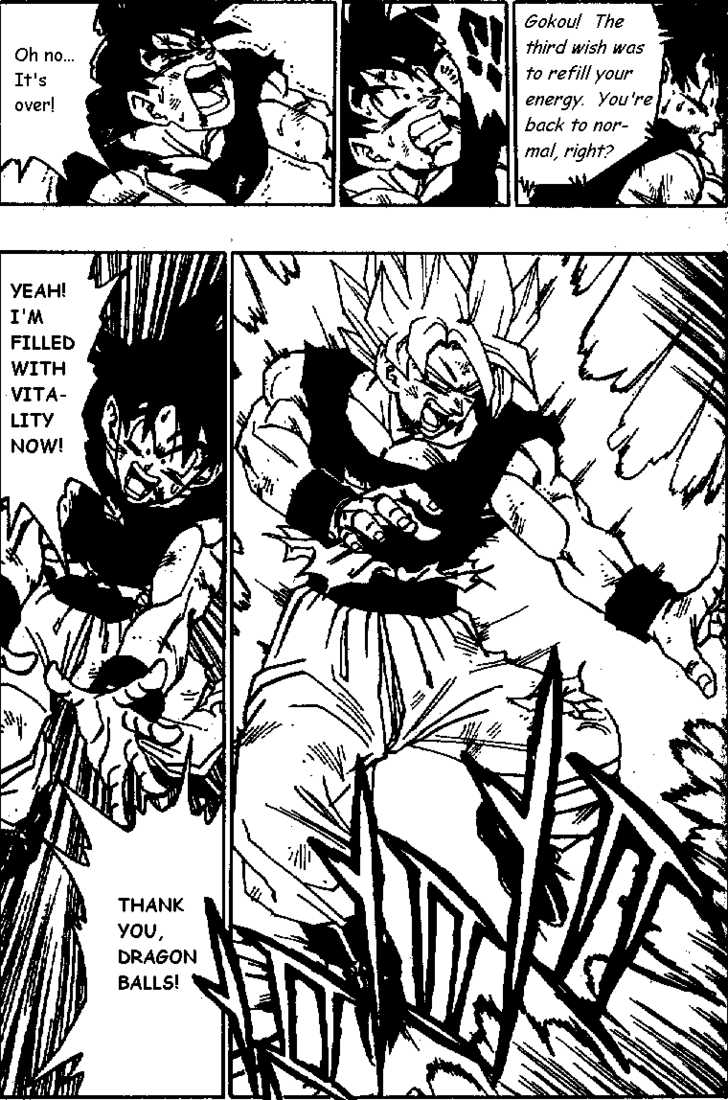 Oh no...
It's
over!
Gokou! The
third wish was
to refill your
energy. You're
back to nor-
mal, right?
YEAH!
I'M
FILLED
WITH
VITA-
LITY
NOW!
THANK
YOU,
DRAGON
BALLS!